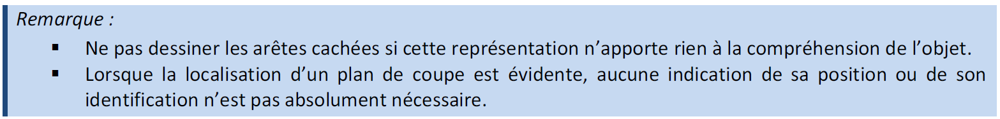 Remarque :
▪ Ne pas dessiner les arêtes cachées si cette représentation n’apporte rien à la compréhension de l’objet.
▪ Lorsque la localisation d’un plan de coupe est évidente, aucune indication de sa position ou de son
identification n’est pas absolument nécessaire.